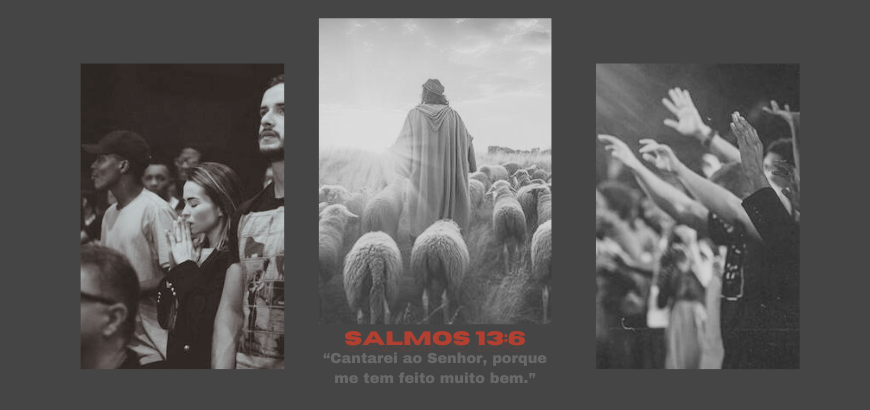 SALMOS 13:6
“Cantarei ao Senhor, porque
me tem feito muito bem.”